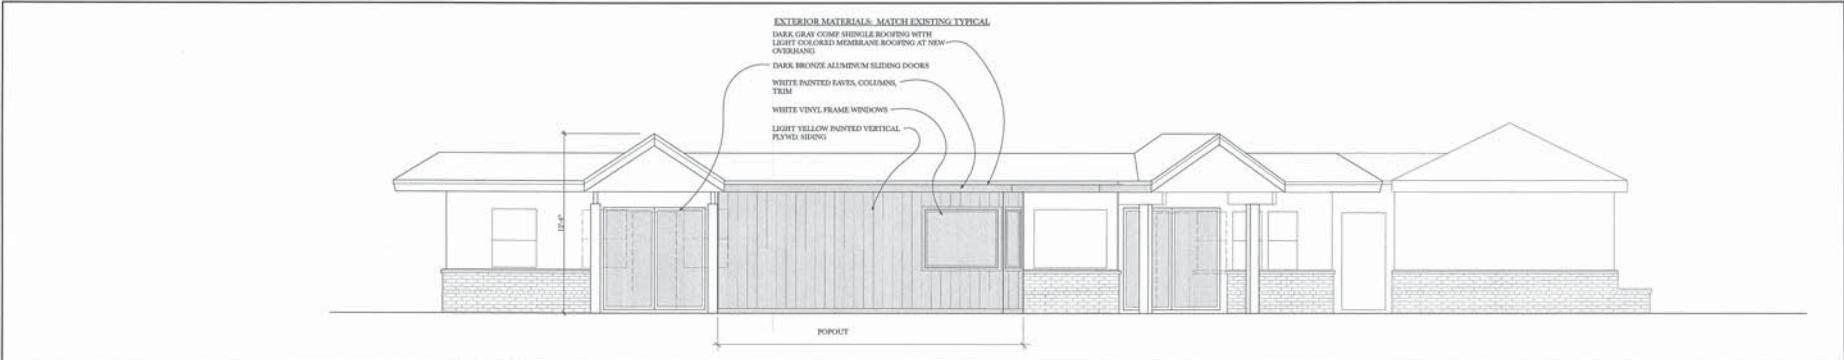 EXTERIOR MATERIALS: MATCH EXISTING TYPICAL
DARK GRAY COMP SHINGLE ROOFING WITH
LIGHT COLORED MEMBRANE ROOFING AT NEW
OVERHANG
DARK BRONZE ALUMINUM SLIDING DOORS
WHITE PAINTED EAVES, COLUMNS,
TRIM
WHITE VINYL FRAME WINDOWS
LIGHT YELLOW PAINTED VERTICAL
PLYWD. SIDING
POPOUT